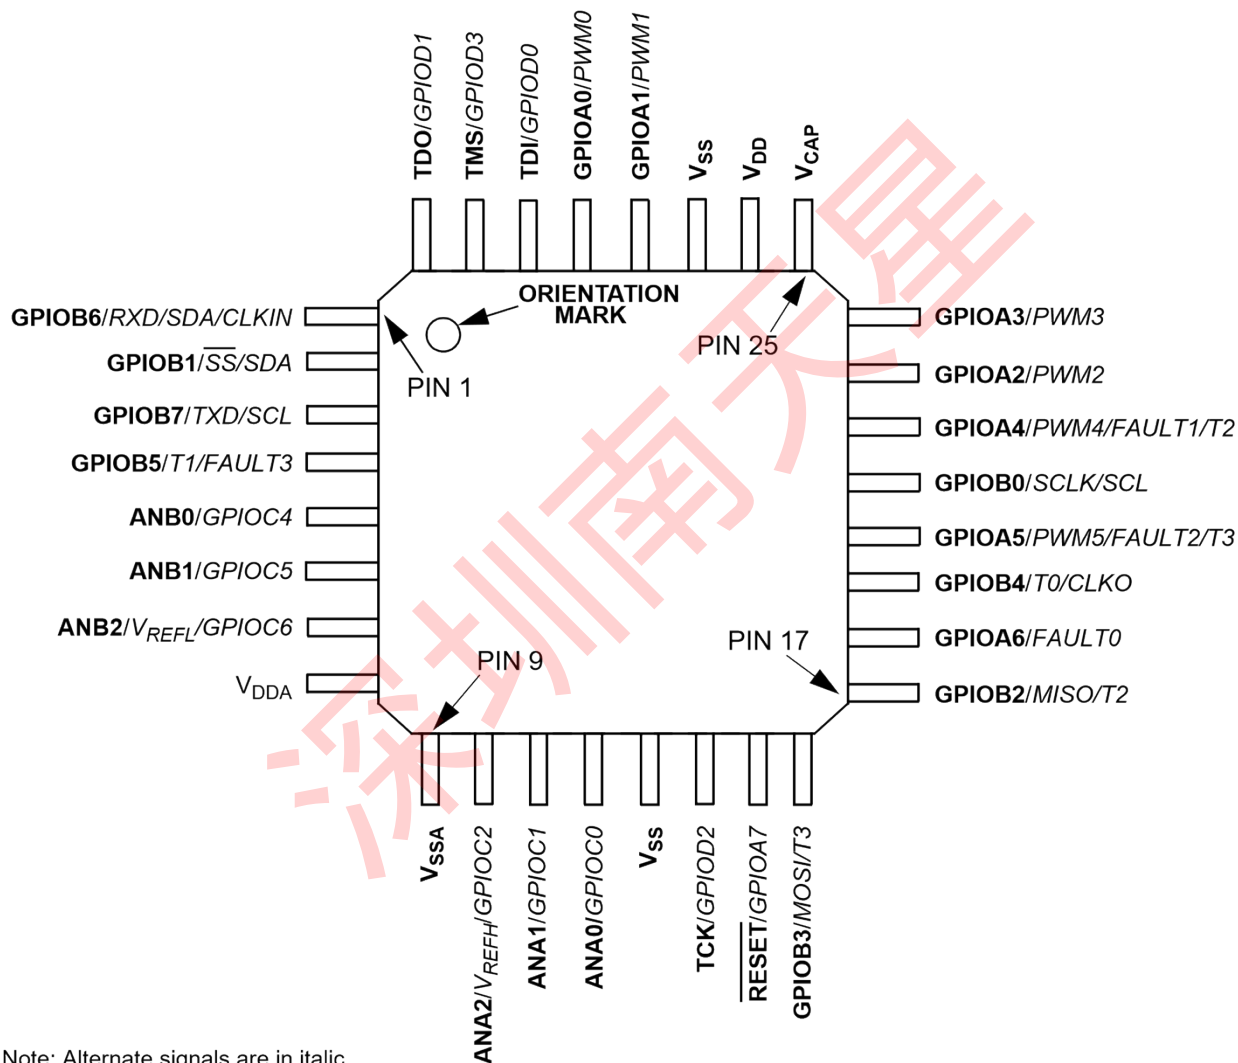 TDO/GPIOD1
TMS/GPIOD3
TDI/GPIOD0
GPIOA0/PWM0
GPIOA1/PWM1
VSS
VDD
VCAP
ORIENTATION
MARK
PIN 25
PIN 1
GPIOB6/RXD/SDA/CLKIN
GPIOB1/S̅S̅/SDA
GPIOB7/TXD/SCL
GPIOB5/T1/FAULT3
ANB0/GPIOC4
ANB1/GPIOC5
ANB2/VREFL/GPIOC6
VDDA
GPIOA3/PWM3
GPIOA2/PWM2
GPIOA4/PWM4/FAULT1/T2
GPIOB0/SCLK/SCL
GPIOA5/PWM5/FAULT2/T3
GPIOB4/T0/CLKO
GPIOA6/FAULT0
GPIOB2/MISO/T2
PIN 17
PIN 9
VSSA
ANA2/VREFH/GPIOC2
ANA1/GPIOC1
ANA0/GPIOC0
VSS
TCK/GPIOD2
R̅E̅S̅E̅T̅/GPIOA7
GPIOB3/MOSI/T3
深圳南天星
Note: Alternate signals are in italic